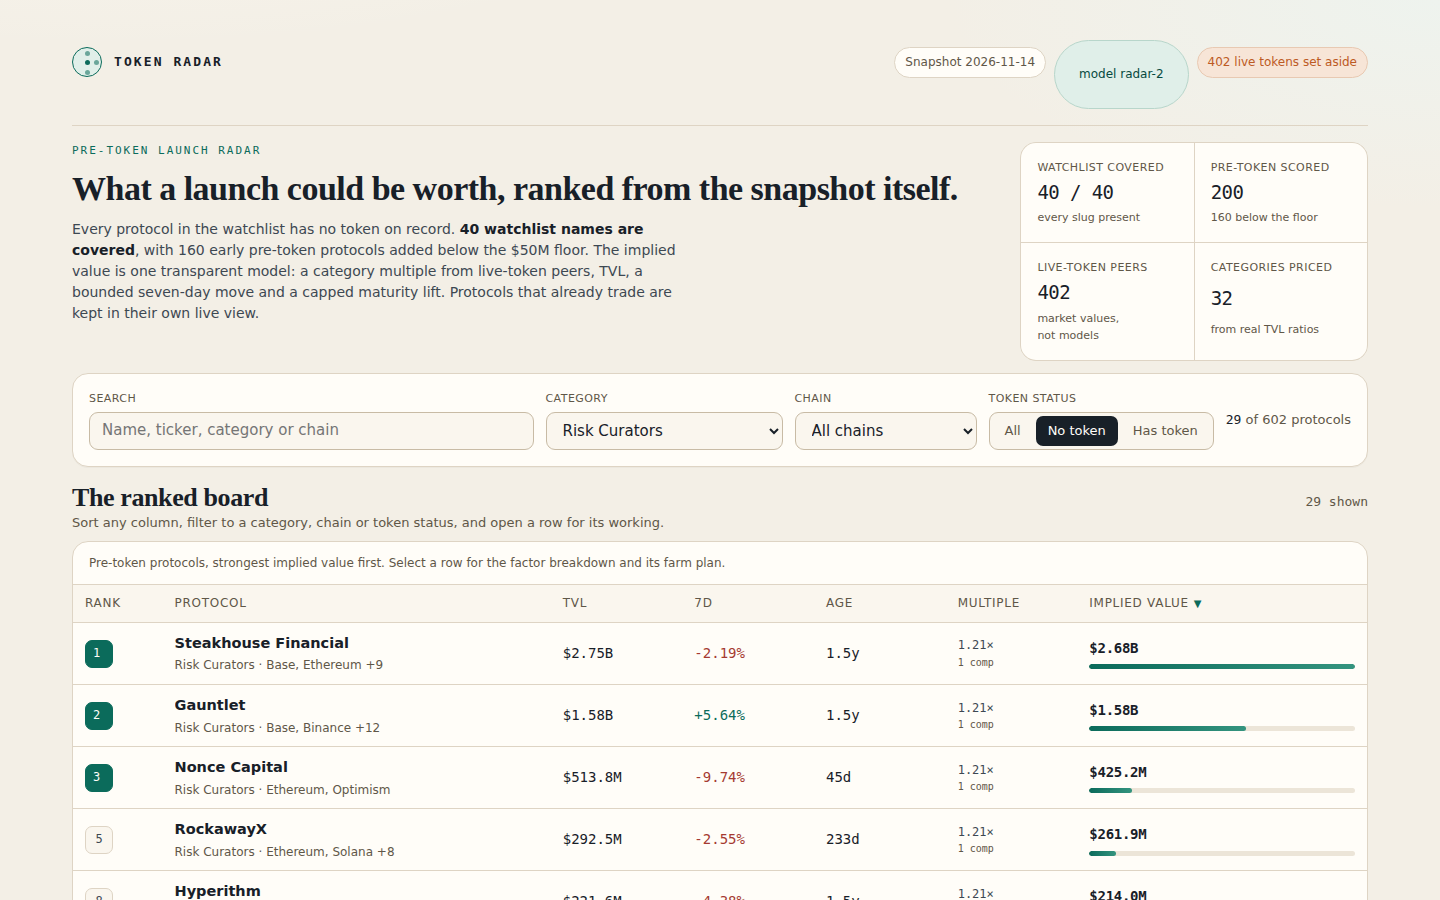 TOKEN RADAR
Snapshot 2026-11-14
model radar-2
402 live tokens set aside
PRE-TOKEN LAUNCH RADAR
What a launch could be worth, ranked from the snapshot itself.
Every protocol in the watchlist has no token on record. 40 watchlist names are
covered, with 160 early pre-token protocols added below the $50M floor. The implied
value is one transparent model: a category multiple from live-token peers, TVL, a
bounded seven-day move and a capped maturity lift. Protocols that already trade are
kept in their own live view.
WATCHLIST COVERED
40 / 40
every slug present
PRE-TOKEN SCORED
200
160 below the floor
LIVE-TOKEN PEERS
402
market values,
not models
CATEGORIES PRICED
32
from real TVL ratios
SEARCH
Name, ticker, category or chain
CATEGORY
Risk Curators
CHAIN
All chains
TOKEN STATUS
All No token Has token
29 of 602 protocols
The ranked board
29 shown
Sort any column, filter to a category, chain or token status, and open a row for its working.
Pre-token protocols, strongest implied value first. Select a row for the factor breakdown and its farm plan.
RANK PROTOCOL TVL 7D AGE MULTIPLE IMPLIED VALUE ▼
1 Steakhouse Financial $2.75B -2.19% 1.5y 1.21× $2.68B
Risk Curators · Base, Ethereum +9 1 comp
2 Gauntlet $1.58B +5.64% 1.5y 1.21× $1.58B
Risk Curators · Base, Binance +12 1 comp
3 Nonce Capital $513.8M -9.74% 45d 1.21× $425.2M
Risk Curators · Ethereum, Optimism 1 comp
5 RockawayX $292.5M -2.55% 233d 1.21× $261.9M
Risk Curators · Ethereum, Solana +8 1 comp
Hyperithm 1.21× $214.0M